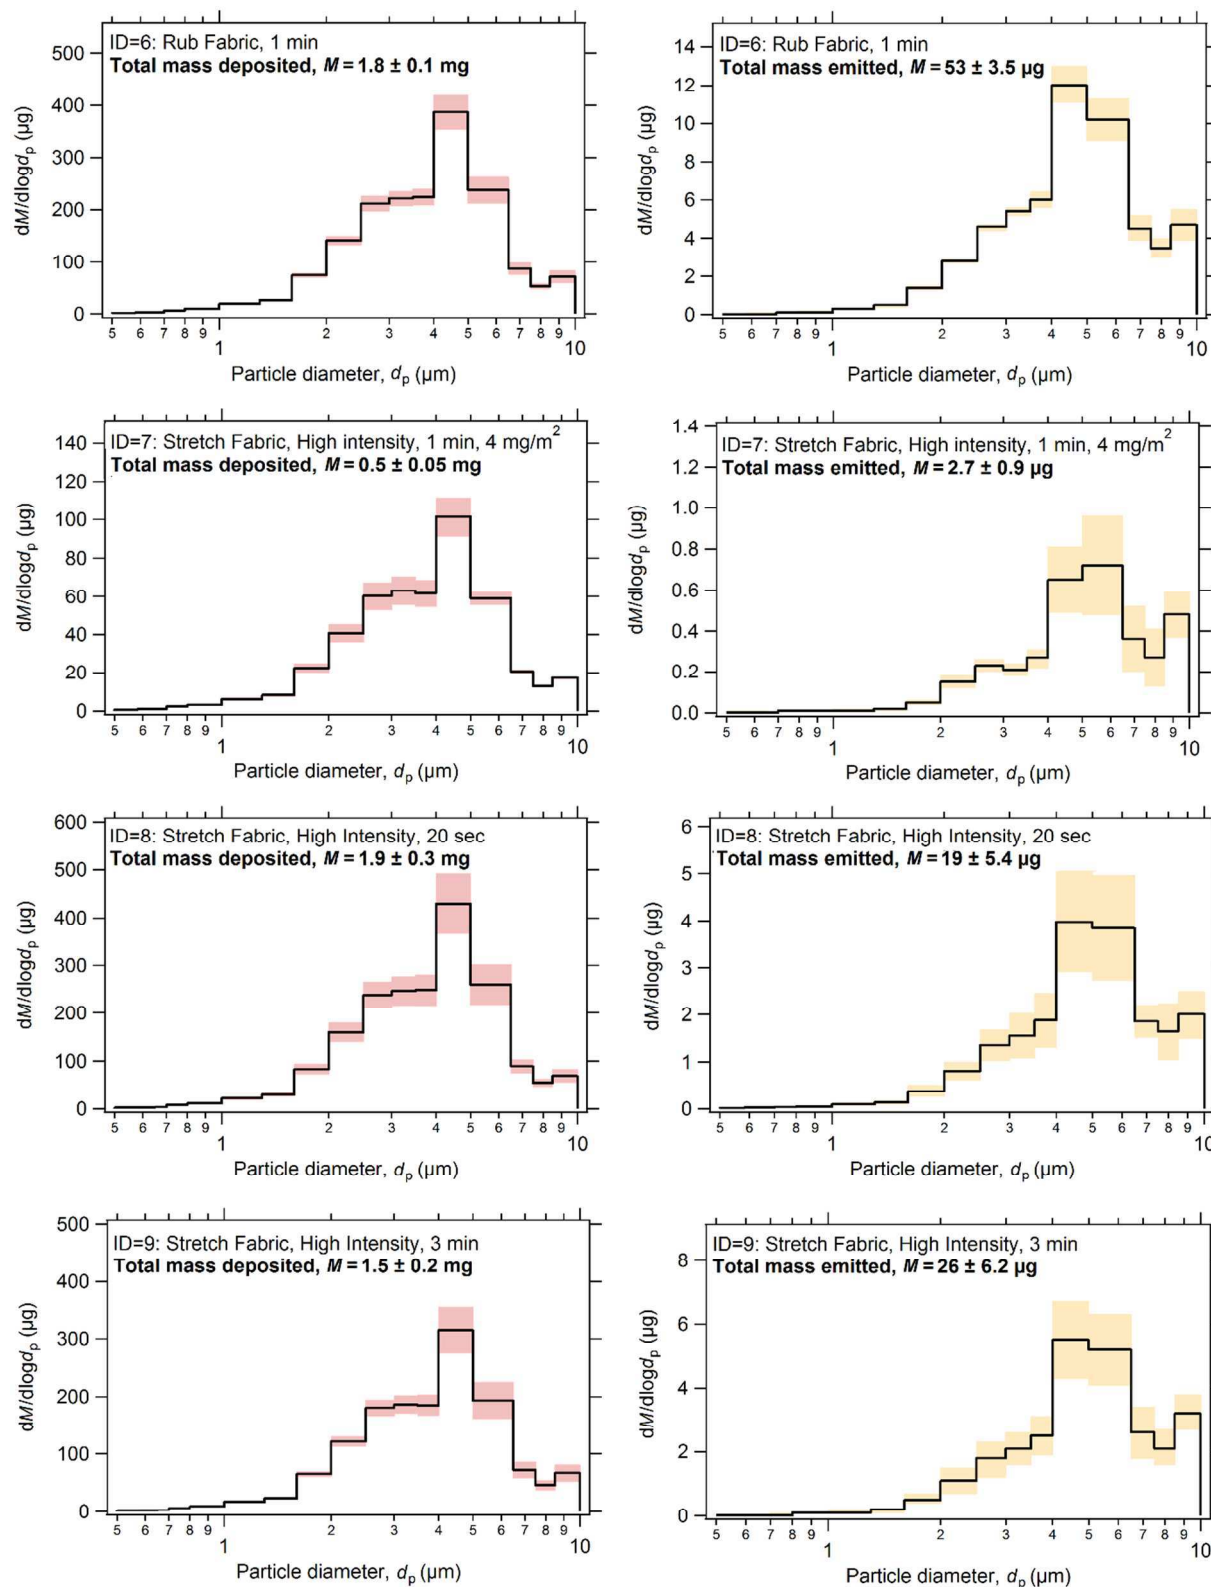 ID=6: Rub Fabric, 1 min
Total mass deposited, M = 1.8 ± 0.1 mg
dM/dlogdp (µg)
500
400
300
200
100
0
5 6 7 8 9 2 3 4 5 6 7 8 9
1 10
Particle diameter, dp (µm)
ID=6: Rub Fabric, 1 min
Total mass emitted, M = 53 ± 3.5 µg
dM/dlogdp (µg)
14
12
10
8
6
4
2
0
5 6 7 8 9 2 3 4 5 6 7 8 9
1 10
Particle diameter, dp (µm)
ID=7: Stretch Fabric, High intensity, 1 min, 4 mg/m²
Total mass deposited, M = 0.5 ± 0.05 mg
dM/dlogdp (µg)
140
120
100
80
60
40
20
0
5 6 7 8 9 2 3 4 5 6 7 8 9
1 10
Particle diameter, dp (µm)
ID=7: Stretch Fabric, High intensity, 1 min, 4 mg/m²
Total mass emitted, M = 2.7 ± 0.9 µg
dM/dlogdp (µg)
1.4
1.2
1.0
0.8
0.6
0.4
0.2
0.0
5 6 7 8 9 2 3 4 5 6 7 8 9
1 10
Particle diameter, dp (µm)
ID=8: Stretch Fabric, High Intensity, 20 sec
Total mass deposited, M = 1.9 ± 0.3 mg
dM/dlogdp (µg)
600
500
400
300
200
100
0
5 6 7 8 9 2 3 4 5 6 7 8 9
1 10
Particle diameter, dp (µm)
ID=8: Stretch Fabric, High Intensity, 20 sec
Total mass emitted, M = 19 ± 5.4 µg
dM/dlogdp (µg)
6
5
4
3
2
1
0
5 6 7 8 9 2 3 4 5 6 7 8 9
1 10
Particle diameter, dp (µm)
ID=9: Stretch Fabric, High Intensity, 3 min
Total mass deposited, M = 1.5 ± 0.2 mg
dM/dlogdp (µg)
500
400
300
200
100
0
5 6 7 8 9 2 3 4 5 6 7 8 9
1 10
Particle diameter, dp (µm)
ID=9: Stretch Fabric, High Intensity, 3 min
Total mass emitted, M = 26 ± 6.2 µg
dM/dlogdp (µg)
8
6
4
2
0
5 6 7 8 9 2 3 4 5 6 7 8 9
1 10
Particle diameter, dp (µm)